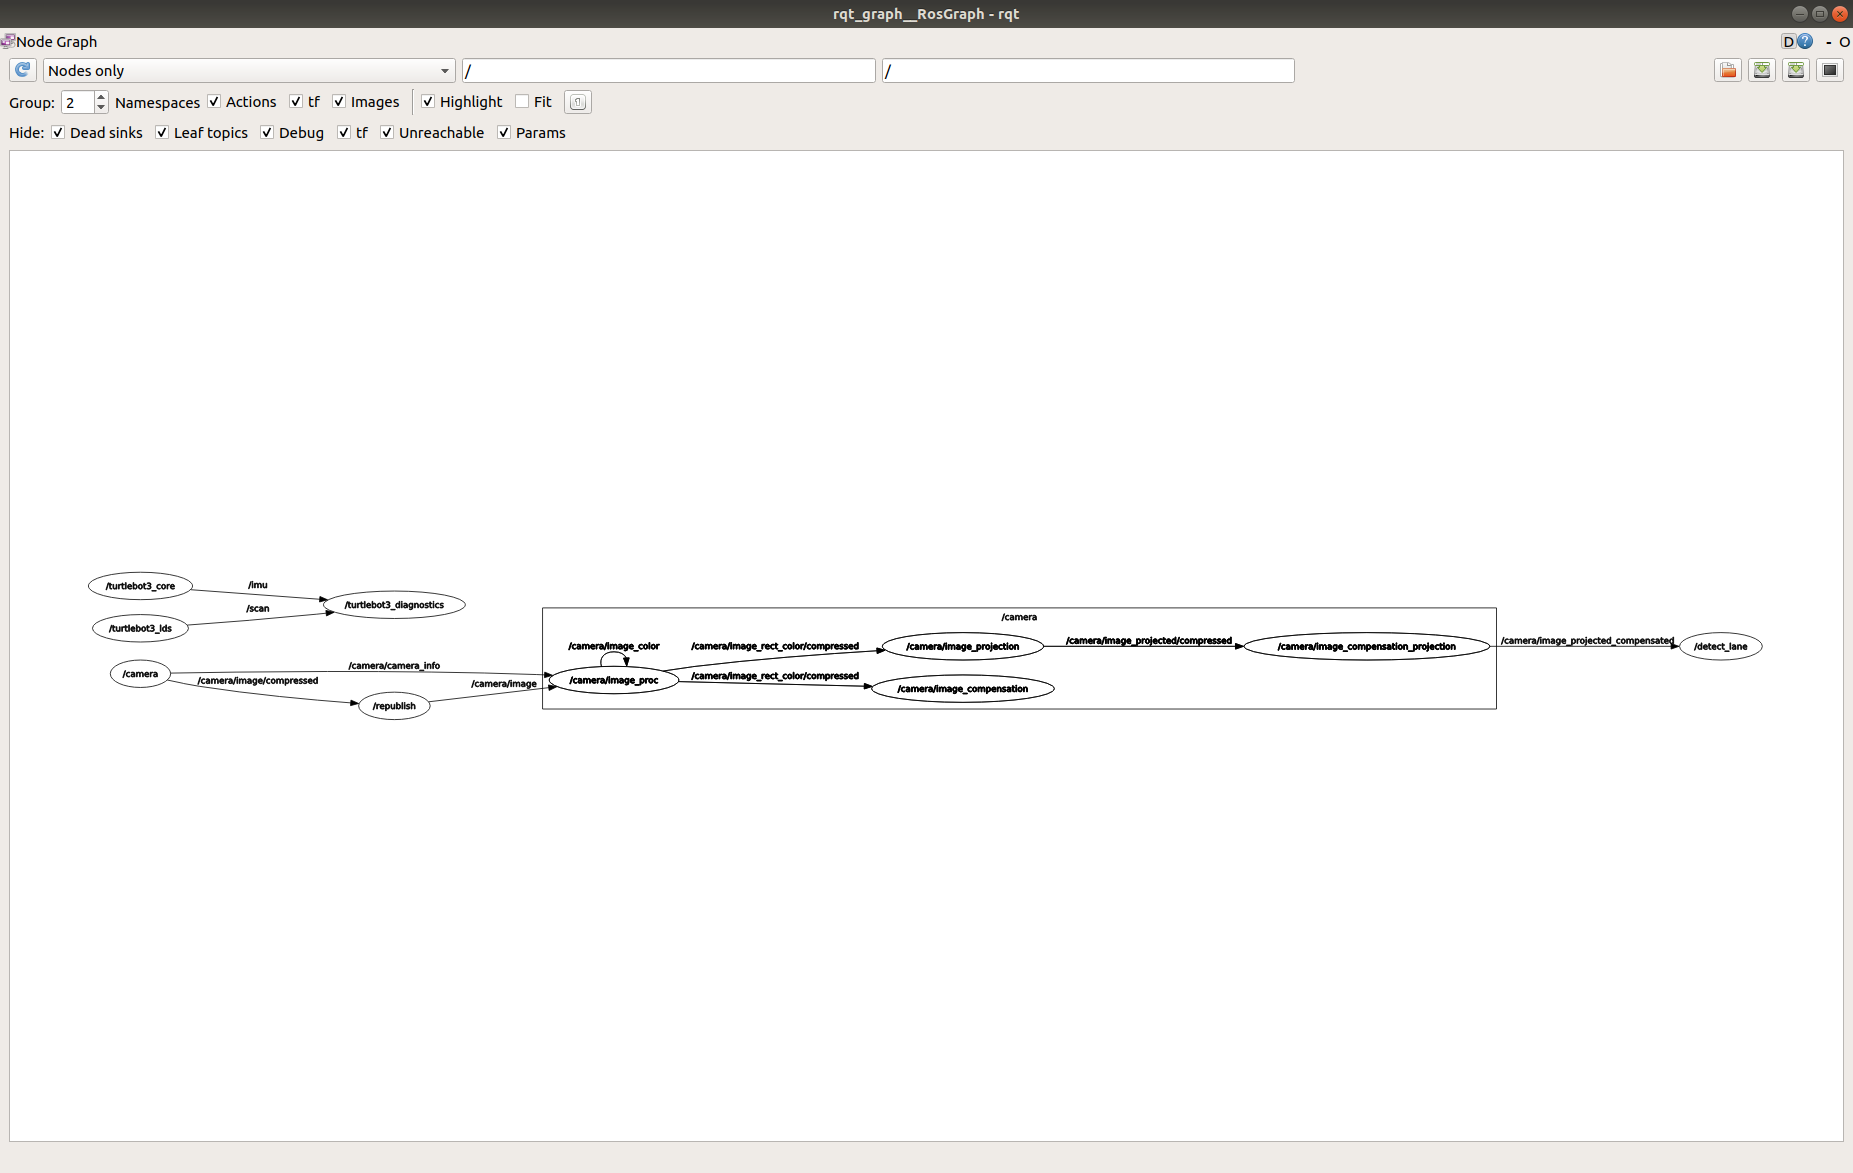 rqt_graph__RosGraph - rqt
Node Graph
D ? - O
Nodes only / /
Group: 2 Namespaces Actions tf Images Highlight Fit
Hide: Dead sinks Leaf topics Debug tf Unreachable Params
/turtlebot3_core
/imu
/turtlebot3_diagnostics
/scan
/turtlebot3_lds
/camera
/camera/image_color
/camera/image_rect_color/compressed
/camera/image_projection
/camera/image_projected/compressed
/camera/image_compensation_projection
/camera/image_projected_compensated
/detect_lane
/camera
/camera/camera_info
/camera/image/compressed
/camera/image
/camera/image_proc
/camera/image_rect_color/compressed
/camera/image_compensation
/republish